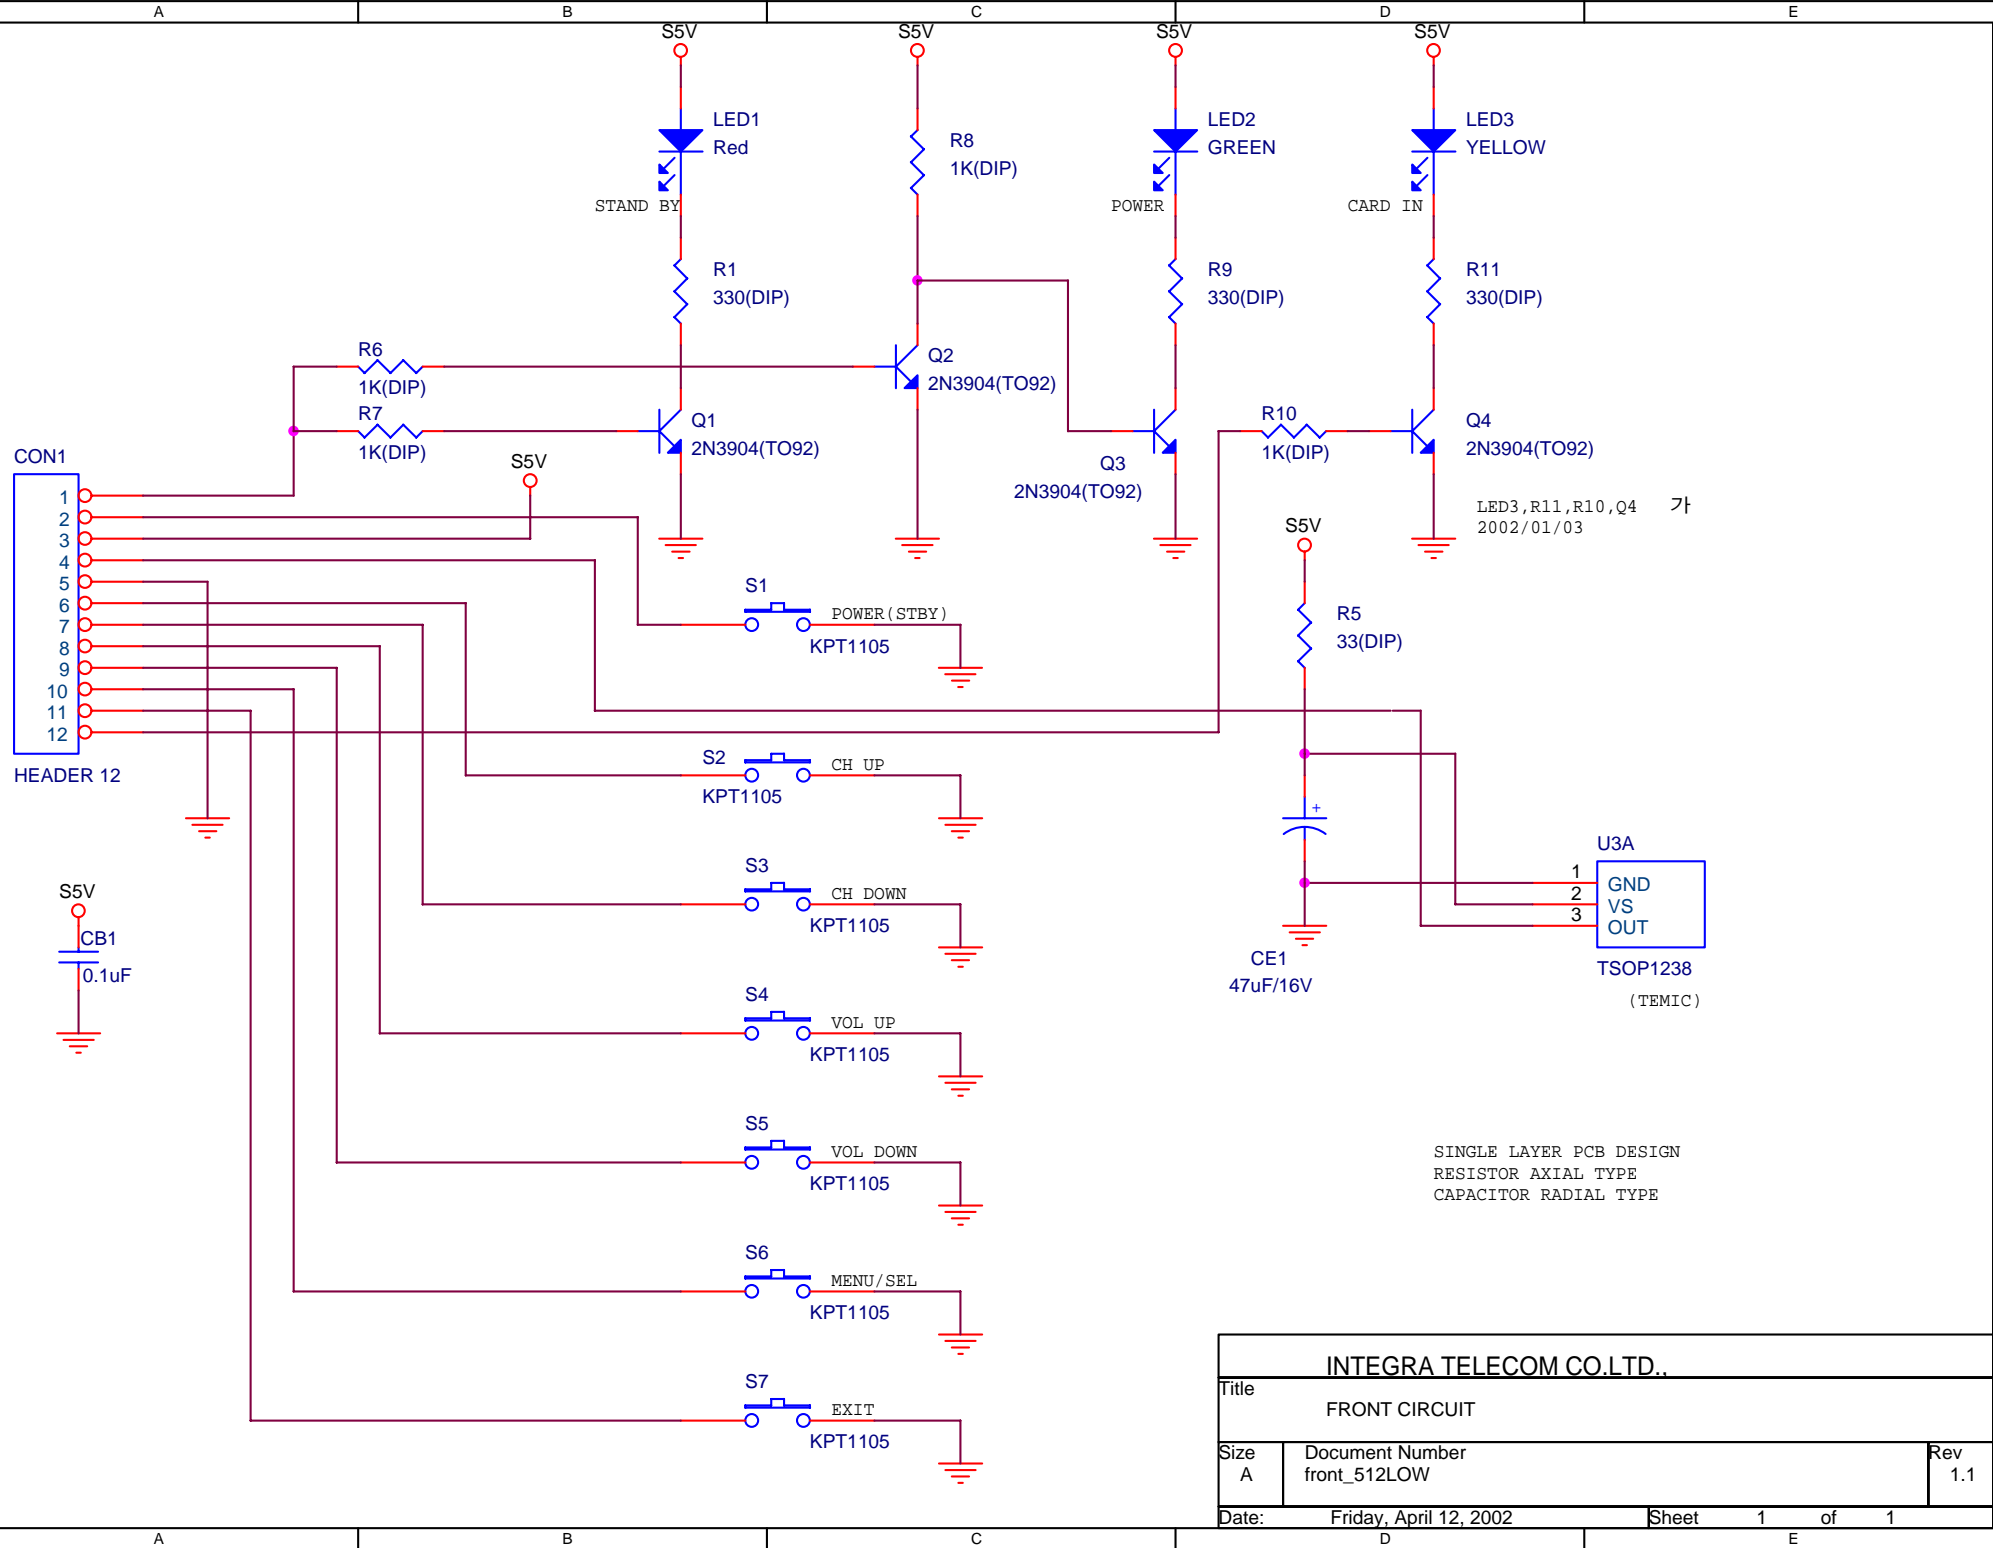 A B C D E
S5V S5V S5V S5V
LED1
Red
STAND BY
R8
1K(DIP)
LED2
GREEN
POWER
LED3
YELLOW
CARD IN
R1
330(DIP)
R9
330(DIP)
R11
330(DIP)
R6
1K(DIP)
R7
1K(DIP)
Q2
2N3904(TO92)
Q1
2N3904(TO92)
Q3
2N3904(TO92)
R10
1K(DIP)
Q4
2N3904(TO92)
LED3,R11,R10,Q4 가
2002/01/03
CON1
1
2
3
4
5
6
7
8
9
10
11
12
HEADER 12
S5V
S5V
R5
33(DIP)
S1
POWER(STBY)
KPT1105
S2
CH UP
KPT1105
S3
CH DOWN
KPT1105
S4
VOL UP
KPT1105
S5
VOL DOWN
KPT1105
S6
MENU/SEL
KPT1105
S7
EXIT
KPT1105
S5V
CB1
0.1uF
+
CE1
47uF/16V
U3A
1 GND
2 VS
3 OUT
TSOP1238
(TEMIC)
SINGLE LAYER PCB DESIGN
RESISTOR AXIAL TYPE
CAPACITOR RADIAL TYPE
INTEGRA TELECOM CO.LTD.,
Title
FRONT CIRCUIT
Size Document Number Rev
A front_512LOW 1.1
Date: Friday, April 12, 2002 Sheet 1 of 1
A B C D E